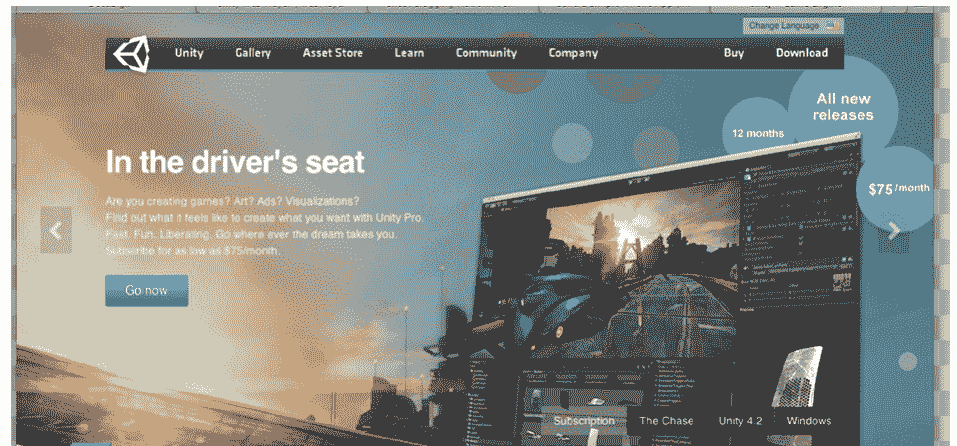 Change Language
Unity Gallery Asset Store Learn Community Company Buy Download
All new
releases
12 months
$75/month
In the driver's seat
Are you creating games? Art? Ads? Visualizations?
Find out what it feels like to create what you want with Unity Pro.
Fast. Fun. Liberating. Go where ever the dream takes you.
Subscribe for as low as $75/month.
Go now
Subscription The Chase Unity 4.2 Windows